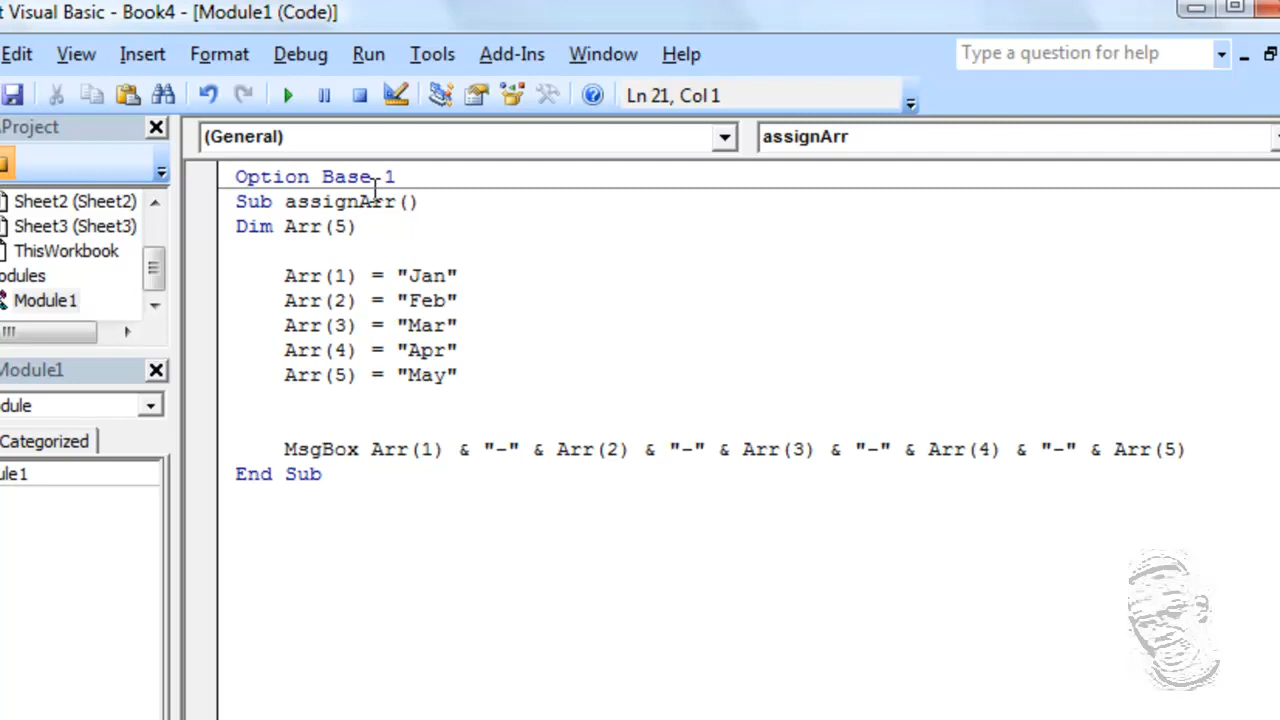 t Visual Basic - Book4 - [Module1 (Code)]
Edit View Insert Format Debug Run Tools Add-Ins Window Help Type a question for help
Ln 21, Col 1
AProject
(General) assignArr
Sheet2 (Sheet2)
Sheet3 (Sheet3)
ThisWorkbook
odules
Module1
Module1
dule
Categorized
ule1
Option Base 1
Sub assignArr()
Dim Arr(5)
Arr(1) = "Jan"
Arr(2) = "Feb"
Arr(3) = "Mar"
Arr(4) = "Apr"
Arr(5) = "May"
MsgBox Arr(1) & "-" & Arr(2) & "-" & Arr(3) & "-" & Arr(4) & "-" & Arr(5)
End Sub